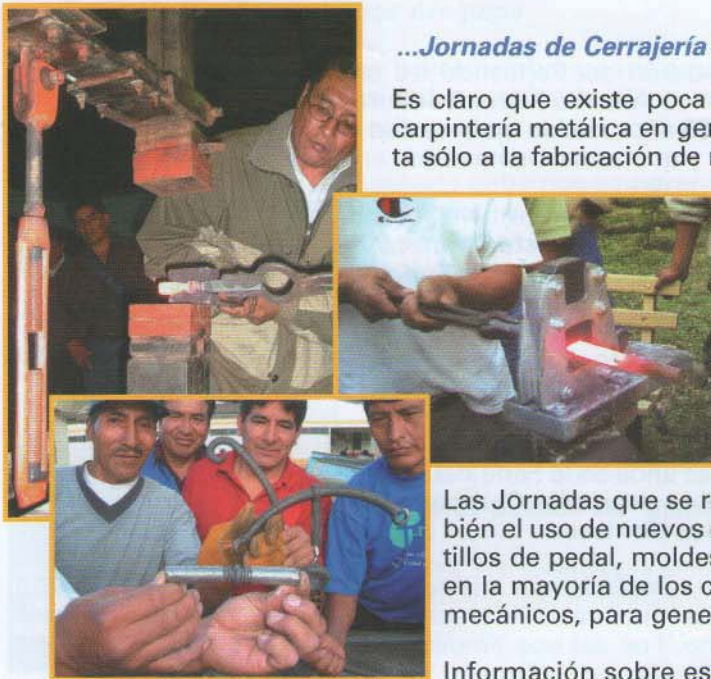 ...Jornadas de Cerrajería
Es claro que existe poca
carpintería metálica en gen
ta sólo a la fabricación de
Las Jornadas que se
bién el uso de nuevos
tillos de pedal, moldes
en la mayoría de los
mecánicos, para gene
Información sobre es